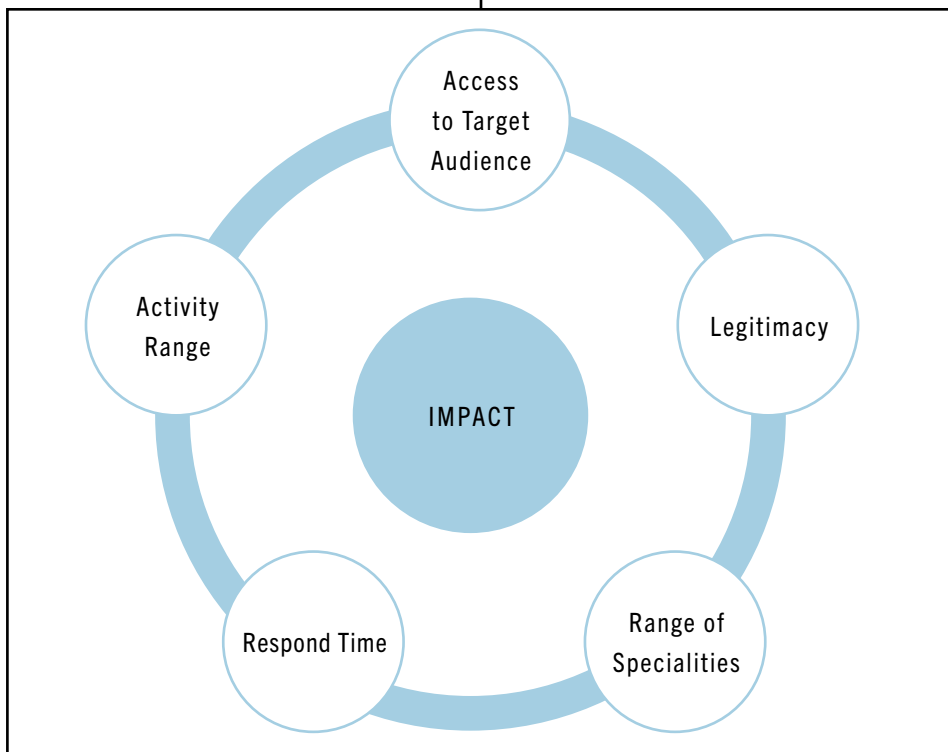 Access
to Target
Audience
Activity
Range
Legitimacy
IMPACT
Respond Time
Range of
Specialities